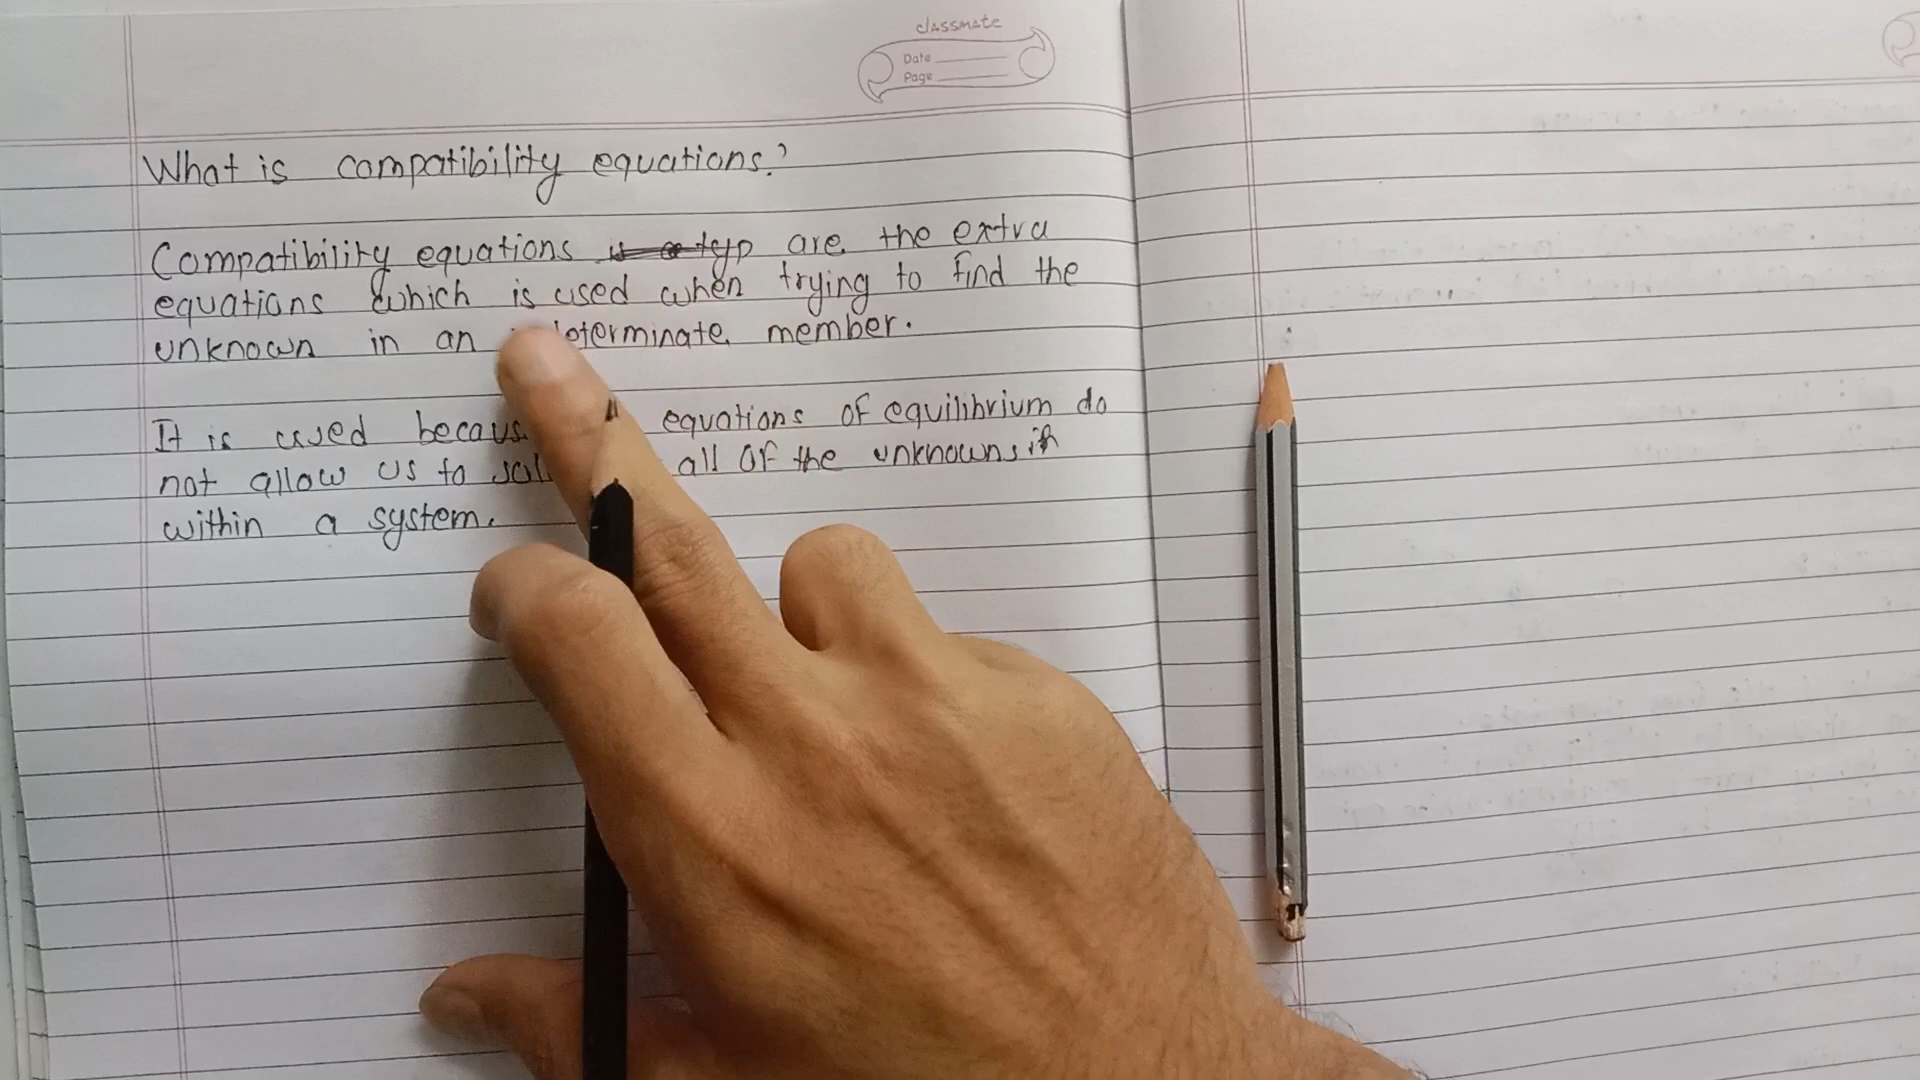 classmate
Date
Page
What is compatibility equations?
Compatibility equations typ are the extra
equations which is used when trying to find the
unknown in an member.
It is used equations of equilibrium do
not allow us to all of the unknowns in
within a system.